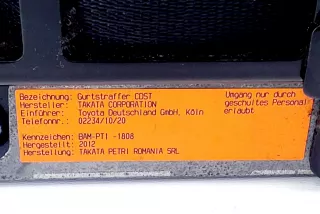 Bezeichnung: Gurtstraffer COST
Hersteller: TAKATA CORPORATION
Einführer: Toyota Deutschland GmbH, Köln
Telefonnr.: 02234/10/20
Umgang nur durch
geschultes Personal
erlaubt
Kennzeichen: BAM-PT1 -1808
Hergestellt: 2012
Herstellung: TAKATA PETRI ROMANIA SRL